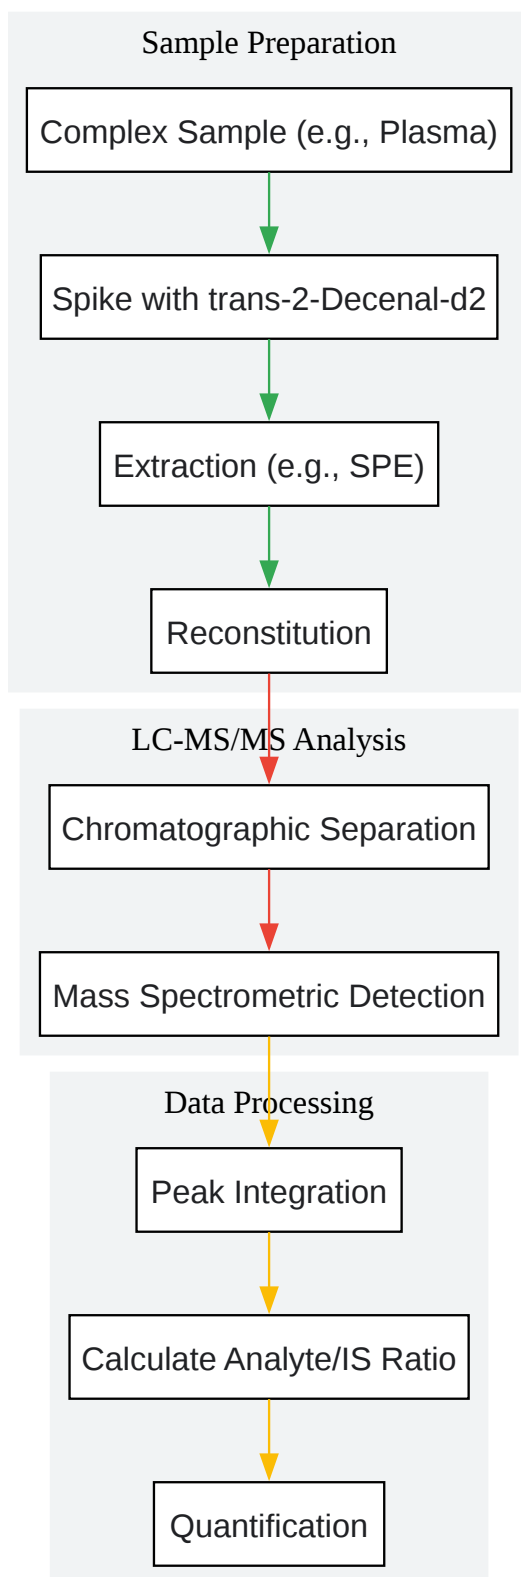 Sample Preparation
Complex Sample (e.g., Plasma)
Spike with trans-2-Decenal-d2
Extraction (e.g., SPE)
Reconstitution
LC-MS/MS Analysis
Chromatographic Separation
Mass Spectrometric Detection
Data Processing
Peak Integration
Calculate Analyte/IS Ratio
Quantification